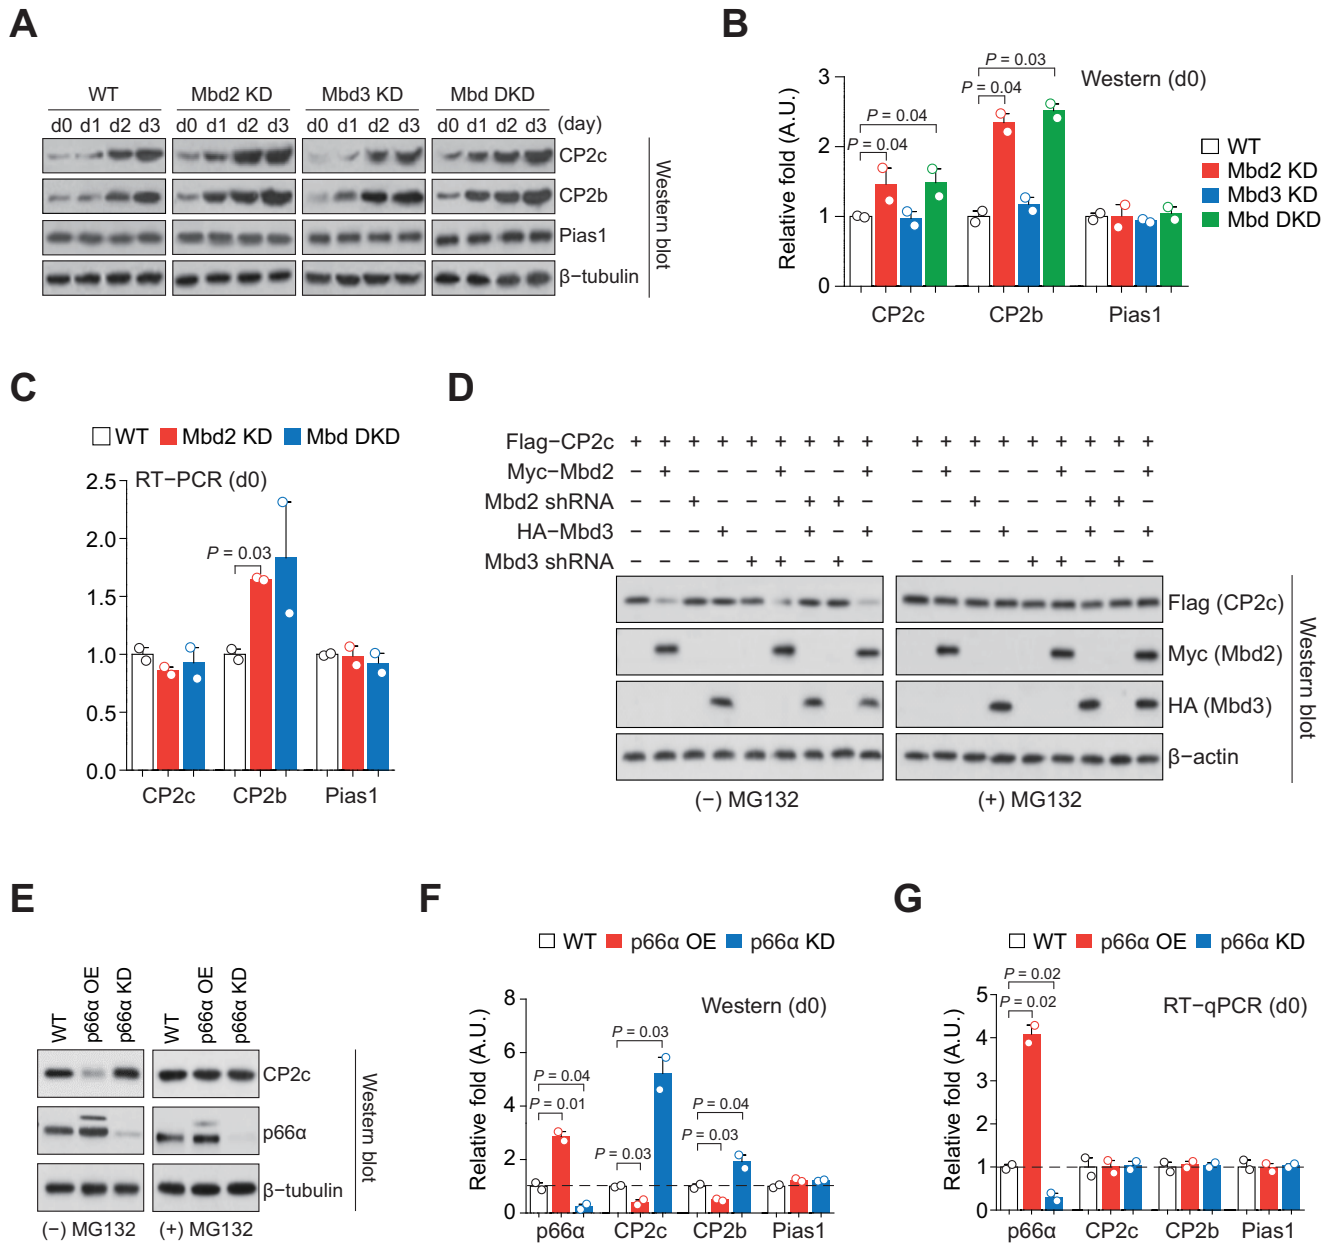 A
WT Mbd2 KD Mbd3 KD Mbd DKD
d0 d1 d2 d3 d0 d1 d2 d3 d0 d1 d2 d3 d0 d1 d2 d3 (day)
CP2c
CP2b
Pias1
β−tubulin
Western blot
B
Western (d0)
Relative fold (A.U.)
3
2
1
0
P = 0.04
P = 0.04
P = 0.04
P = 0.03
CP2c CP2b Pias1
WT
Mbd2 KD
Mbd3 KD
Mbd DKD
C
WT Mbd2 KD Mbd DKD
RT−PCR (d0)
2.5
2.0
1.5
1.0
0.5
0.0
P = 0.03
CP2c CP2b Pias1
D
Flag−CP2c + + + + + + + + + + + + + + + + + +
Myc−Mbd2 − + − − − + − − + − + − − − + − − +
Mbd2 shRNA − − + − − − + + − − − + − − − + + −
HA−Mbd3 − − − + − − + − + − − − + − − + − +
Mbd3 shRNA − − − − + + − + − − − − − + + − + −
Flag (CP2c)
Myc (Mbd2)
HA (Mbd3)
β−actin
(−) MG132 (+) MG132
Western blot
E
WT p66α OE p66α KD WT p66α OE p66α KD
CP2c
p66α
β−tubulin
(−) MG132 (+) MG132
Western blot
F
WT p66α OE p66α KD
Western (d0)
Relative fold (A.U.)
8
6
4
2
0
P = 0.04
P = 0.01
P = 0.03
P = 0.03
P = 0.04
P = 0.03
p66α CP2c CP2b Pias1
G
WT p66α OE p66α KD
RT−qPCR (d0)
Relative fold (A.U.)
5
4
3
2
1
0
P = 0.02
P = 0.02
p66α CP2c CP2b Pias1